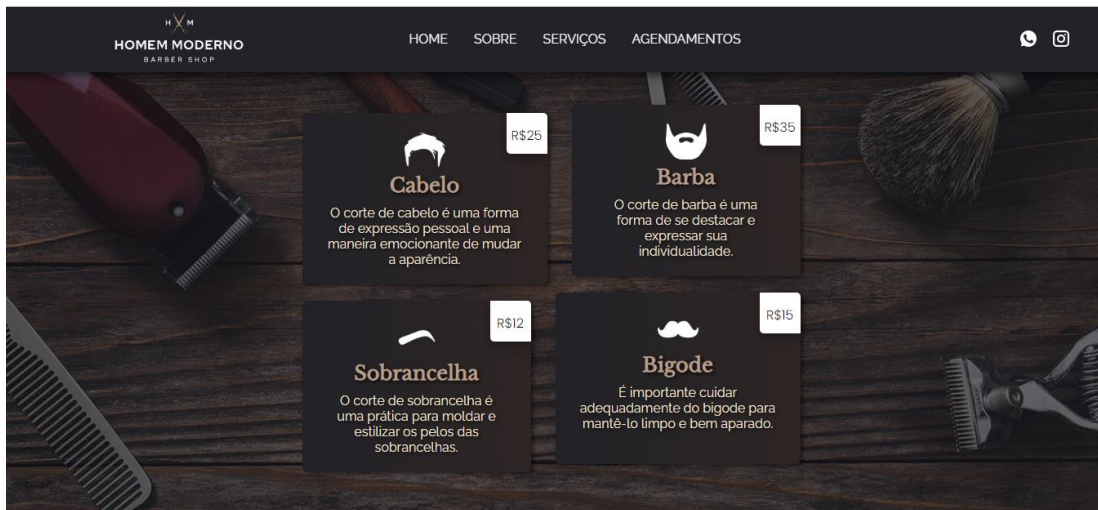 H M
HOMEM MODERNO
BARBER SHOP
HOME SOBRE SERVIÇOS AGENDAMENTOS
R$25
Cabelo
O corte de cabelo é uma forma
de expressão pessoal e uma
maneira emocionante de mudar
a aparência.
R$35
Barba
O corte de barba é uma
forma de se destacar e
expressar sua
individualidade.
R$12
Sobrancelha
O corte de sobrancelha é
uma prática para moldar e
estilizar os pelos das
sobrancelhas.
R$15
Bigode
É importante cuidar
adequadamente do bigode para
mantê-lo limpo e bem aparado.